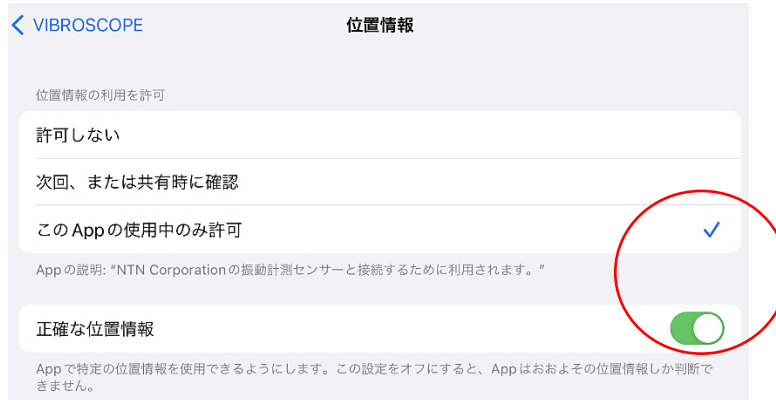 VIBROSCOPE
位置情報
位置情報の利用を許可
許可しない
次回、または共有時に確認
このAppの使用中のみ許可
Appの説明: “NTN Corporationの振動計測センサーと接続するために利用されます。”
正確な位置情報
Appで特定の位置情報を使用できるようにします。この設定をオフにすると、Appはおおよその位置情報しか判断で
きません。